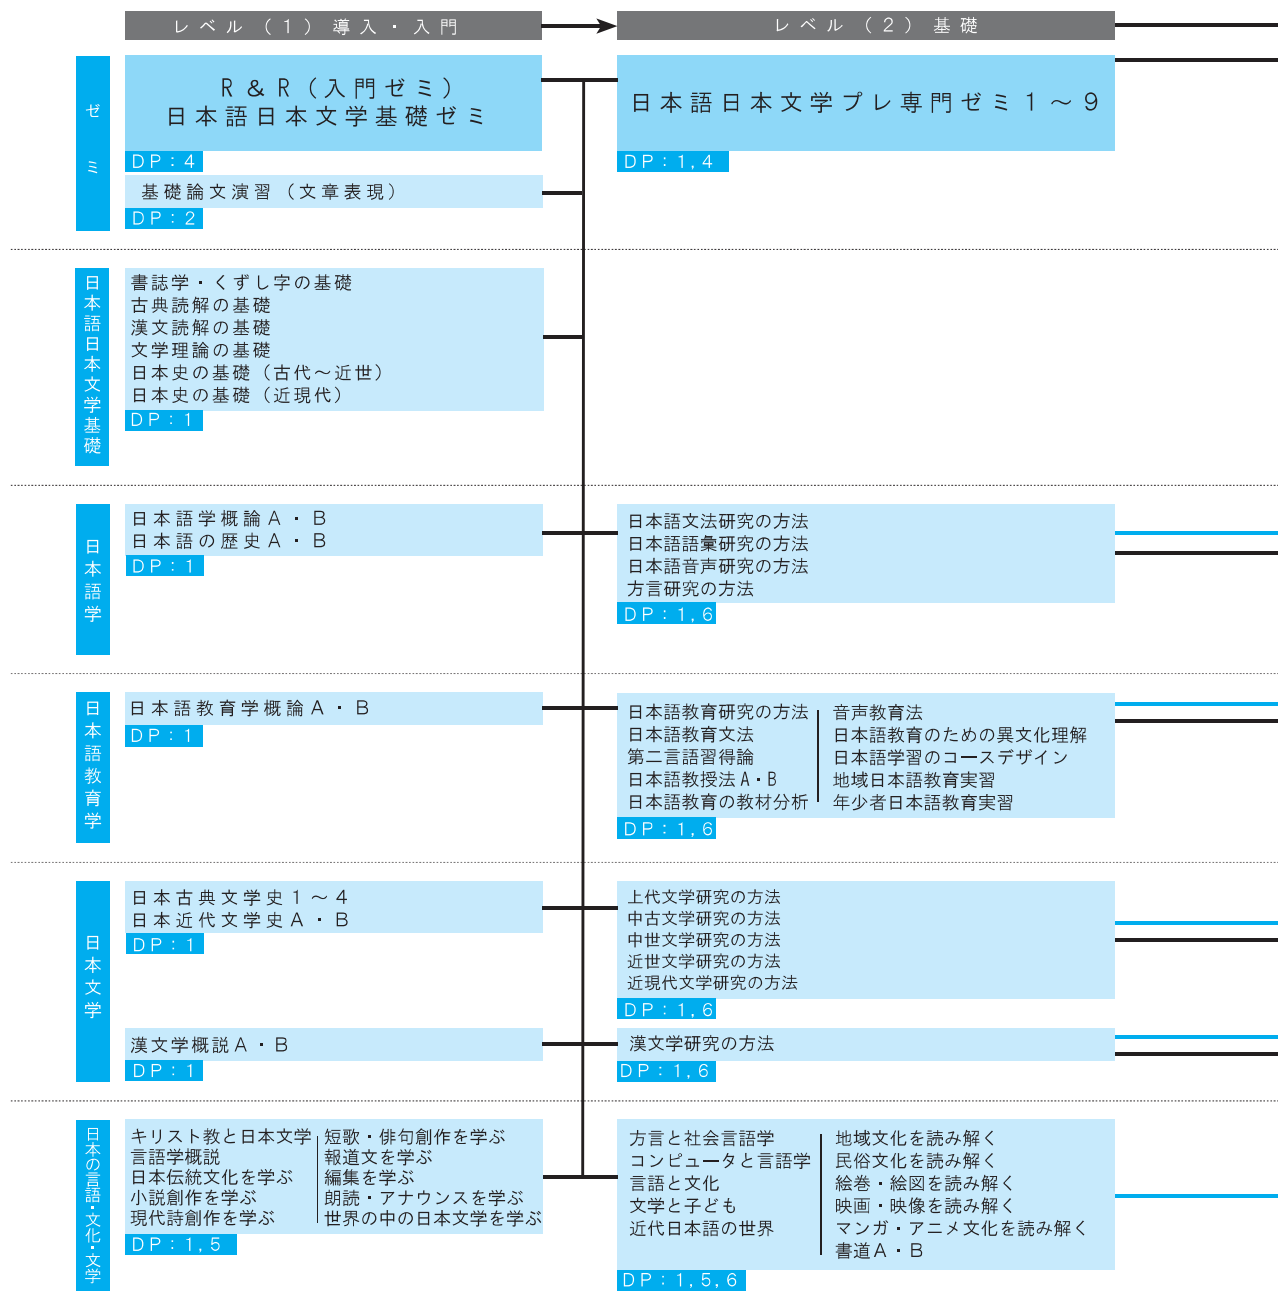 レベル（1）導入・入門
レベル（2）基礎
ゼミ
R＆R（入門ゼミ）
日本語日本文学基礎ゼミ
DP：4
基礎論文演習（文章表現）
DP：2
日本語日本文学プレ専門ゼミ1～9
DP：1,4
日本語日本文学基礎
書誌学・くずし字の基礎
古典読解の基礎
漢文読解の基礎
文学理論の基礎
日本史の基礎（古代～近世）
日本史の基礎（近現代）
DP：1
日本語学
日本語学概論A・B
日本語の歴史A・B
DP：1
日本語文法研究の方法
日本語語彙研究の方法
日本語音声研究の方法
方言研究の方法
DP：1,6
日本語教育学
日本語教育学概論A・B
DP：1
日本語教育研究の方法
日本語教育文法
第二言語習得論
日本語教授法A・B
日本語教育の教材分析
音声教育法
日本語教育のための異文化理解
日本語学習のコースデザイン
地域日本語教育実習
年少者日本語教育実習
DP：1,6
日本文学
日本古典文学史1～4
日本近代文学史A・B
DP：1
上代文学研究の方法
中古文学研究の方法
中世文学研究の方法
近世文学研究の方法
近現代文学研究の方法
DP：1,6
漢文学概説A・B
DP：1
漢文学研究の方法
DP：1,6
日本の言語・文化・文学
キリスト教と日本文学
言語学概説
日本伝統文化を学ぶ
小説創作を学ぶ
現代詩創作を学ぶ
短歌・俳句創作を学ぶ
報道文を学ぶ
編集を学ぶ
朗読・アナウンスを学ぶ
世界の中の日本文学を学ぶ
DP：1,5
方言と社会言語学
コンピュータと言語学
言語と文化
文学と子ども
近代日本語の世界
地域文化を読み解く
民俗文化を読み解く
絵巻・絵図を読み解く
映画・映像を読み解く
マンガ・アニメ文化を読み解く
書道A・B
DP：1,5,6